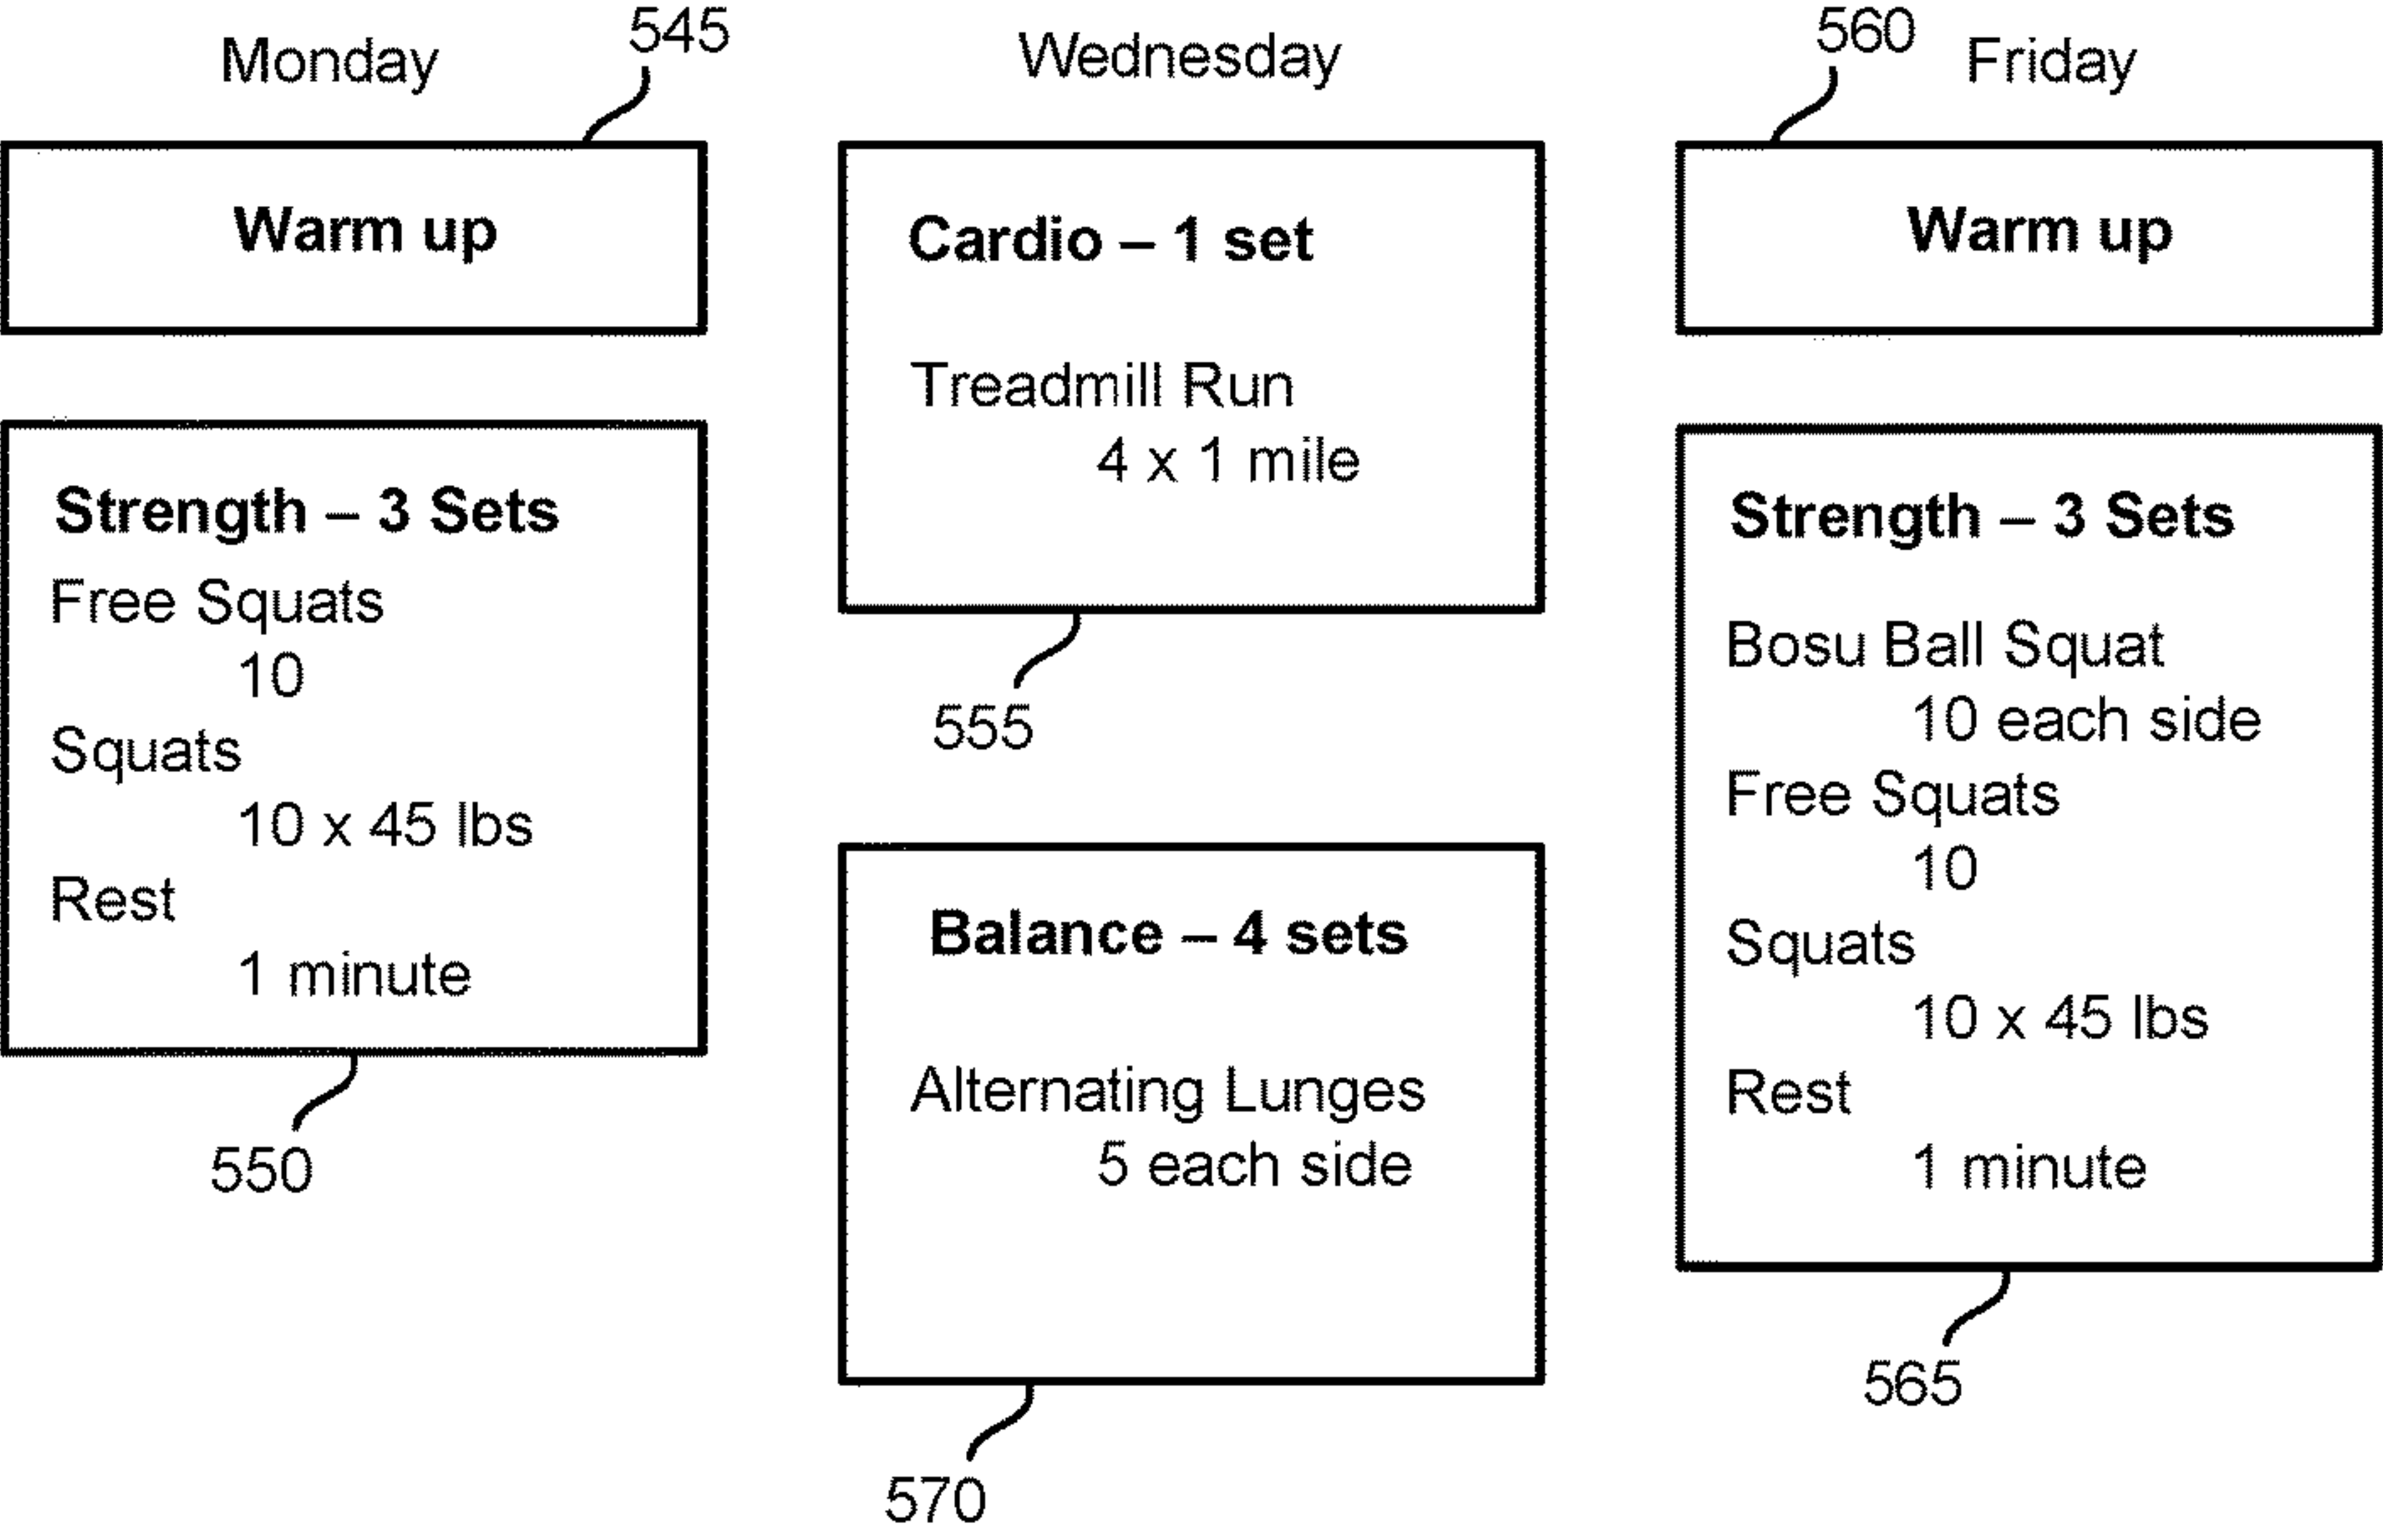 Monday
545
Warm up
Strength – 3 Sets
Free Squats
10
Squats
10 x 45 lbs
Rest
1 minute
550
Wednesday
Cardio – 1 set
Treadmill Run
4 x 1 mile
555
Balance – 4 sets
Alternating Lunges
5 each side
570
560
Friday
Warm up
Strength – 3 Sets
Bosu Ball Squat
10 each side
Free Squats
10
Squats
10 x 45 lbs
Rest
1 minute
565